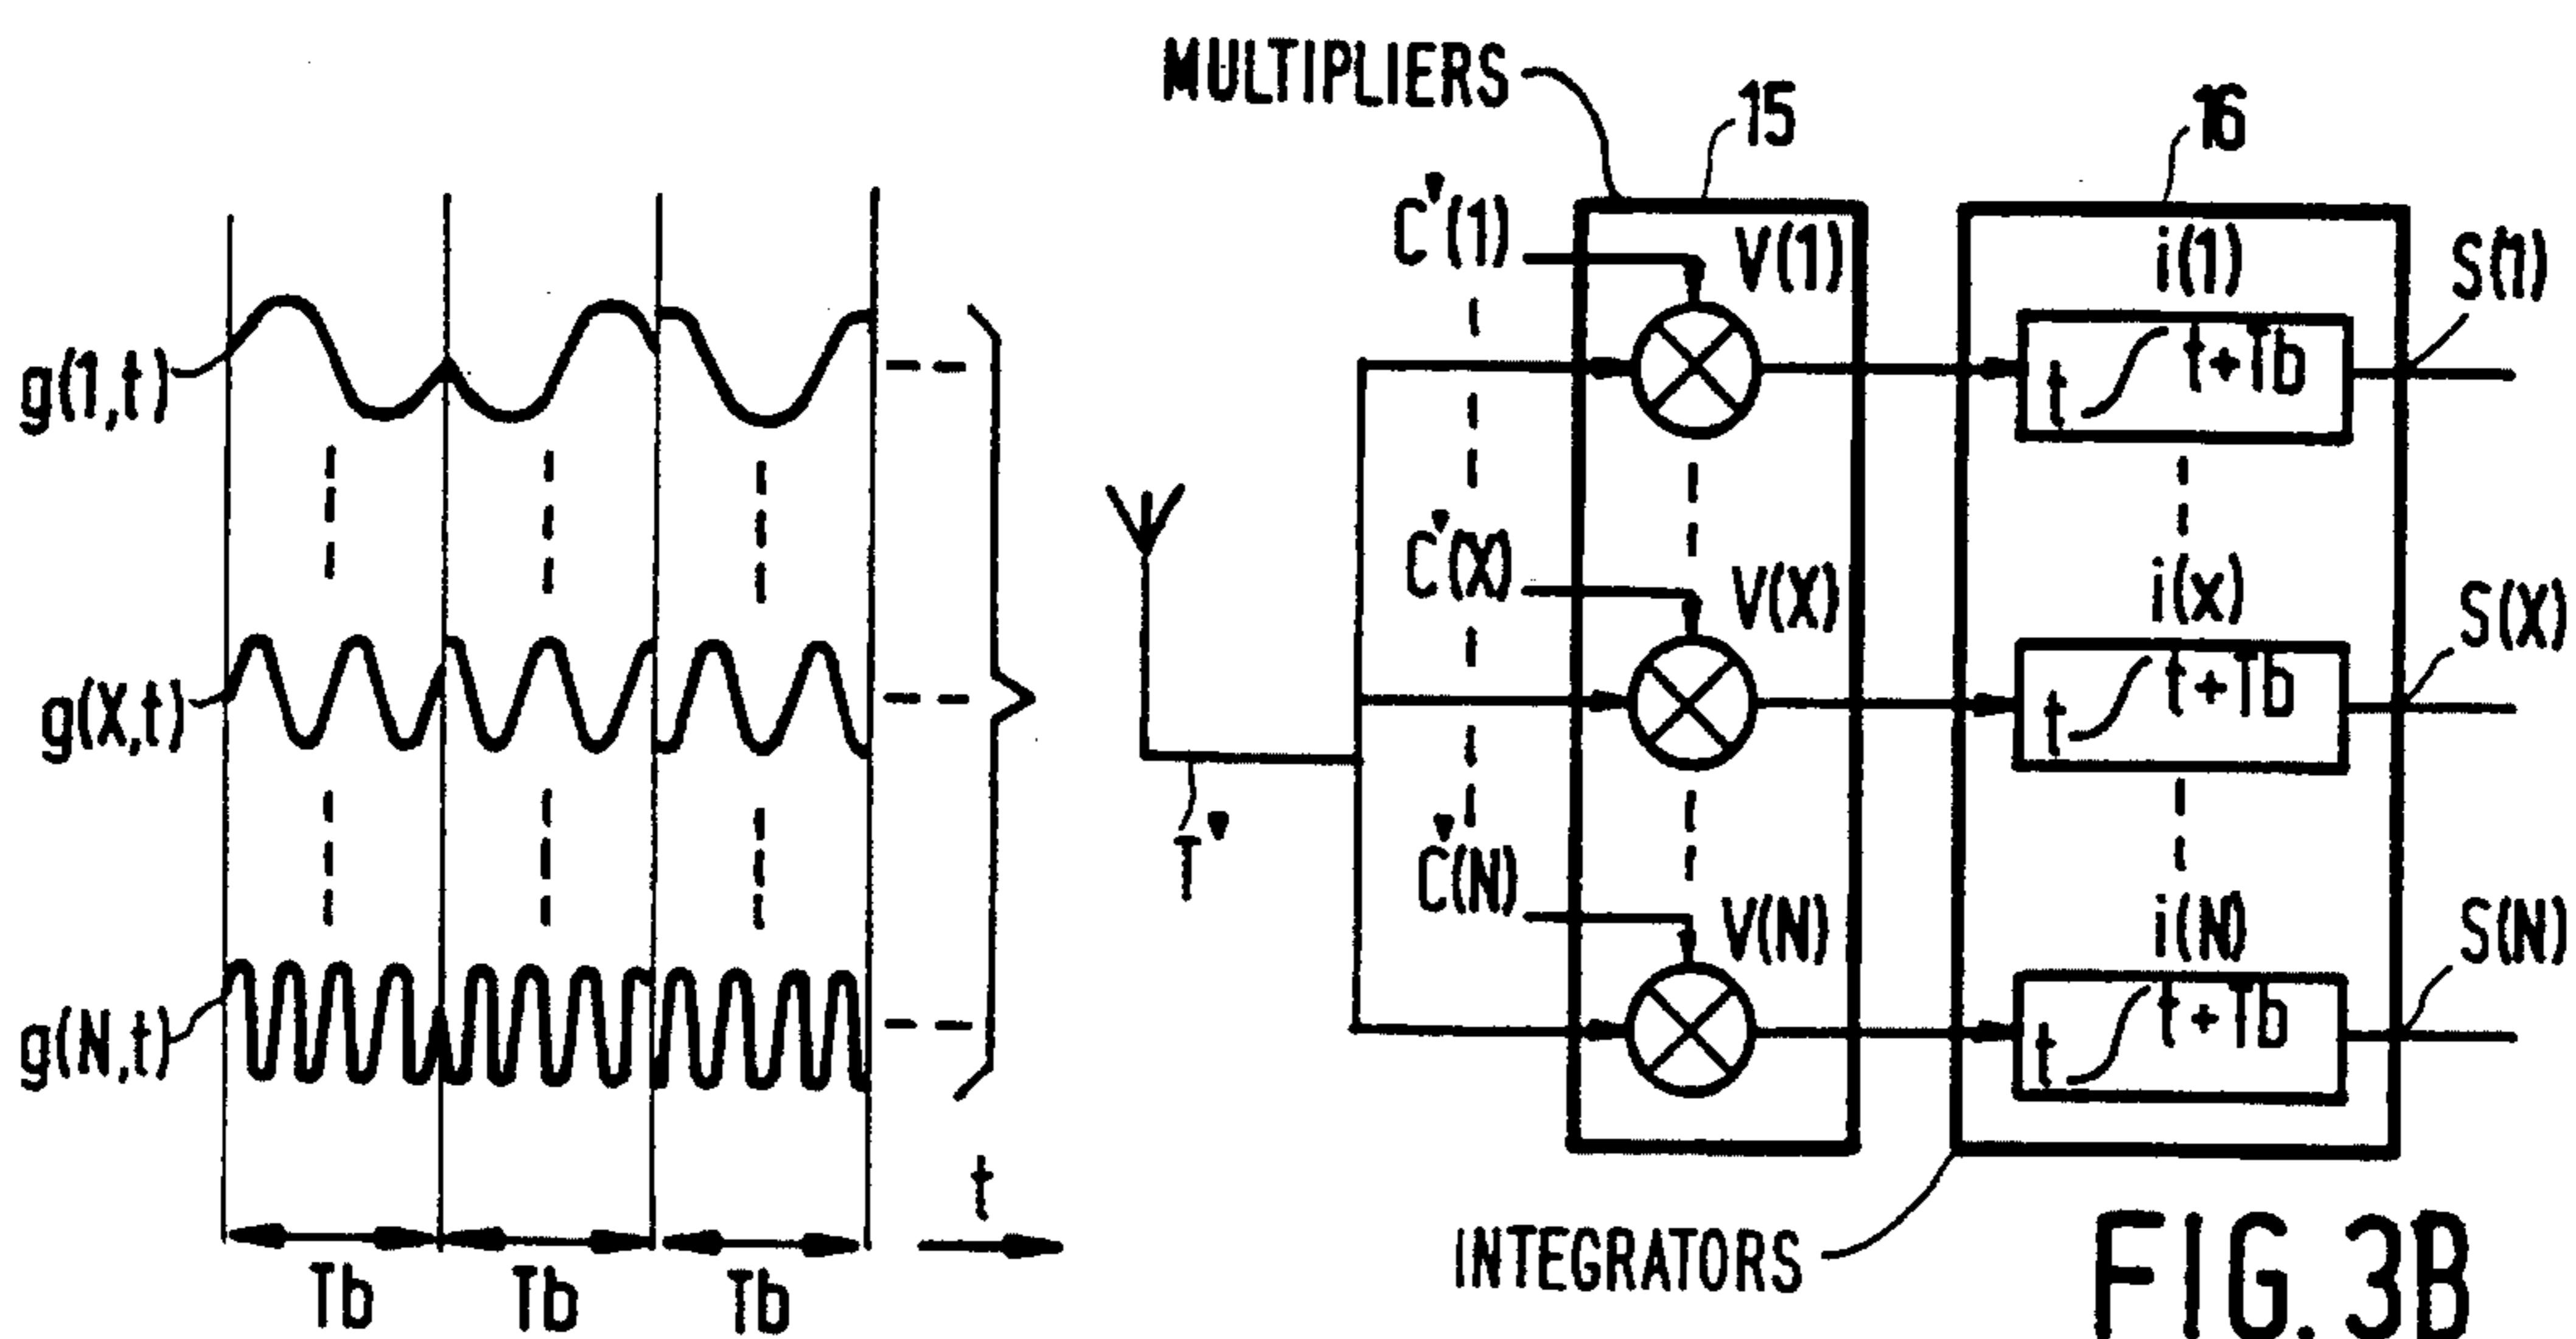 MULTIPLIERS
15
16
C'(1)
V(1)
i(1)
S(1)
g(1,t)
t
t+Tb
C'(X)
V(X)
i(x)
S(X)
g(X,t)
t
t+Tb
T'
C'(N)
V(N)
i(N)
S(N)
g(N,t)
t
t+Tb
t
INTEGRATORS
Tb
Tb
Tb
FIG. 3B